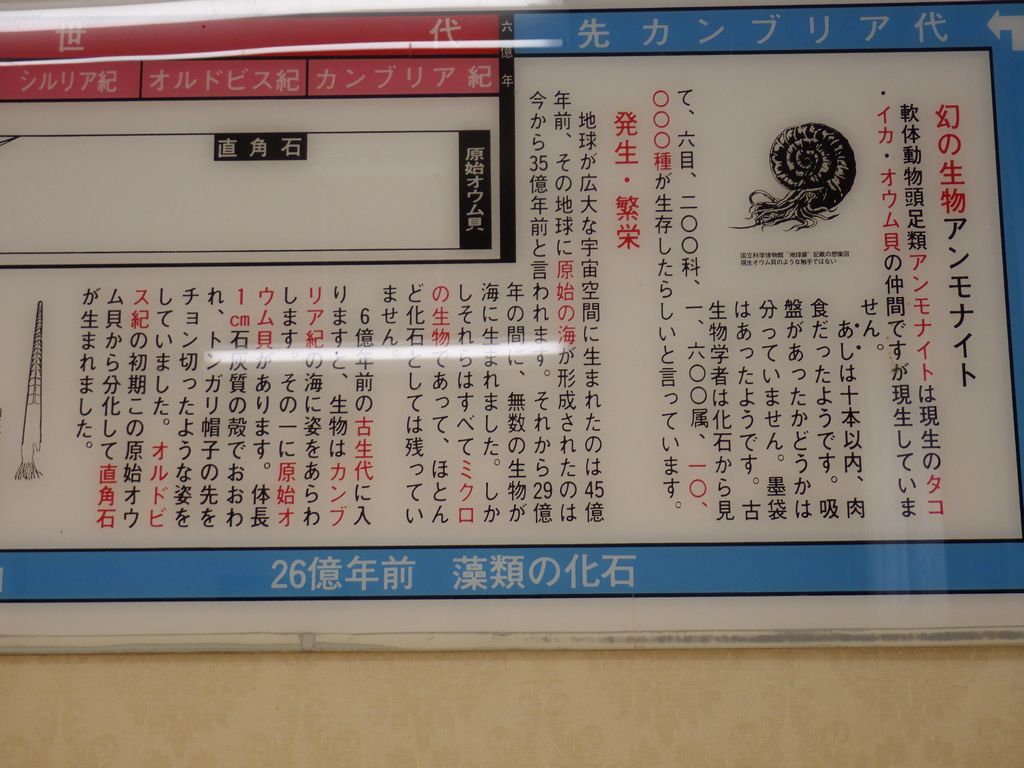 世代
六億年
先カンブリア代
シルリア紀
オルドビス紀
カンブリア紀
直角石
原始オウム貝
幻の生物アンモナイト
軟体動物頭足類アンモナイトは現生のタコ
・イカ・オウム貝の仲間ですが現生していま
せん。
あしは十本以内、肉
食だったようです。吸
盤があったかどうかは
分っていません。墨袋
はあったようです。古
生物学者は化石から見
て、六目、二〇〇科、一、六〇〇属、一〇、
〇〇〇種が生存したらしいと言っています。
国立科学博物館"地球展"記載の想像図
現生オウム貝のような触手ではない
発生・繁栄
地球が広大な宇宙空間に生まれたのは45億
年前、その地球に原始の海が形成されたのは
今から35億年前と言われます。それから29億
年の間に、無数の生物が
海に生まれました。しか
しそれらはすべてミクロ
の生物であって、ほとん
ど化石としては残ってい
ません。
6億年前の古生代に入
りますと、生物はカンブ
リア紀の海に姿をあらわ
します。その一に原始オ
ウム貝があります。体長
1cm石灰質の殻でおおわ
れ、トンガリ帽子の先を
チョン切ったような姿を
していました。オルドビ
ス紀の初期この原始オウ
ム貝から分化して直角石
が生まれました。
26億年前 藻類の化石